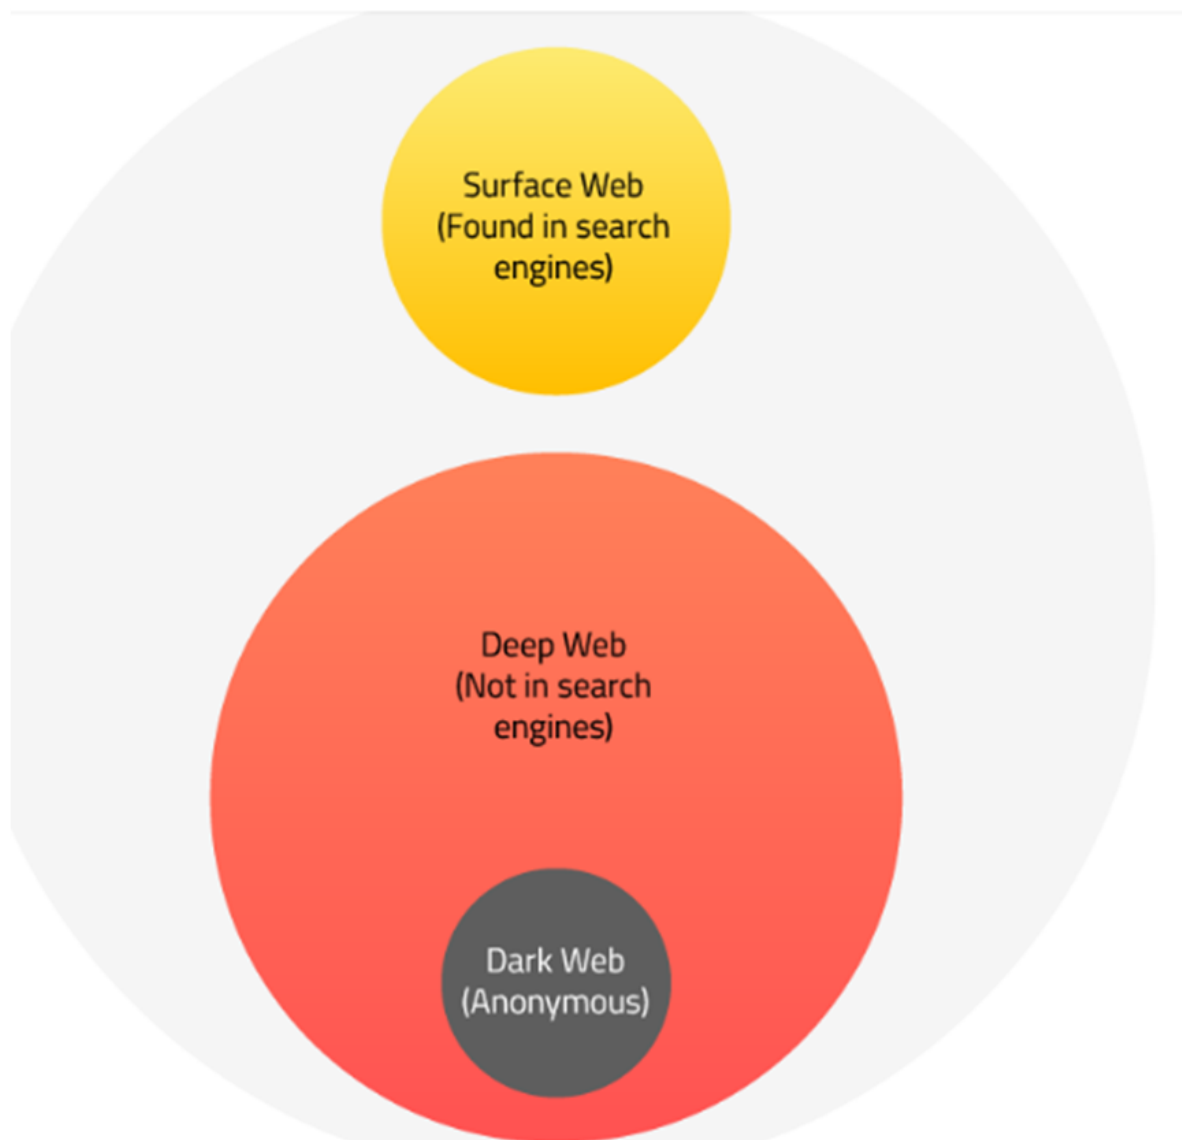 Surface Web
(Found in search
engines)
Deep Web
(Not in search
engines)
Dark Web
(Anonymous)